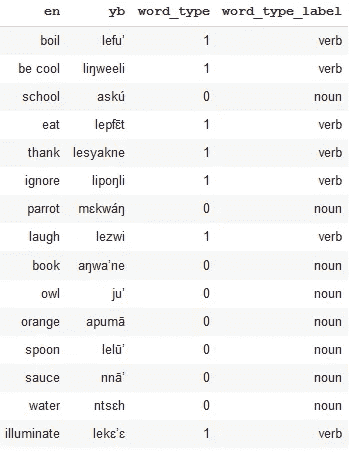 en yb word_type word_type_label
boil lefu’ 1 verb
be cool liŋweeli 1 verb
school askú 0 noun
eat lepfɛ̄t 1 verb
thank lesyakne 1 verb
ignore lipoŋli 1 verb
parrot mɛkwáŋ 0 noun
laugh lezwi 1 verb
book aŋwa’ne 0 noun
owl ju’ 0 noun
orange apumā 0 noun
spoon lelū’ 0 noun
sauce nnā’ 0 noun
water ntsɛh 0 noun
illuminate lekɛ’ɛ 1 verb